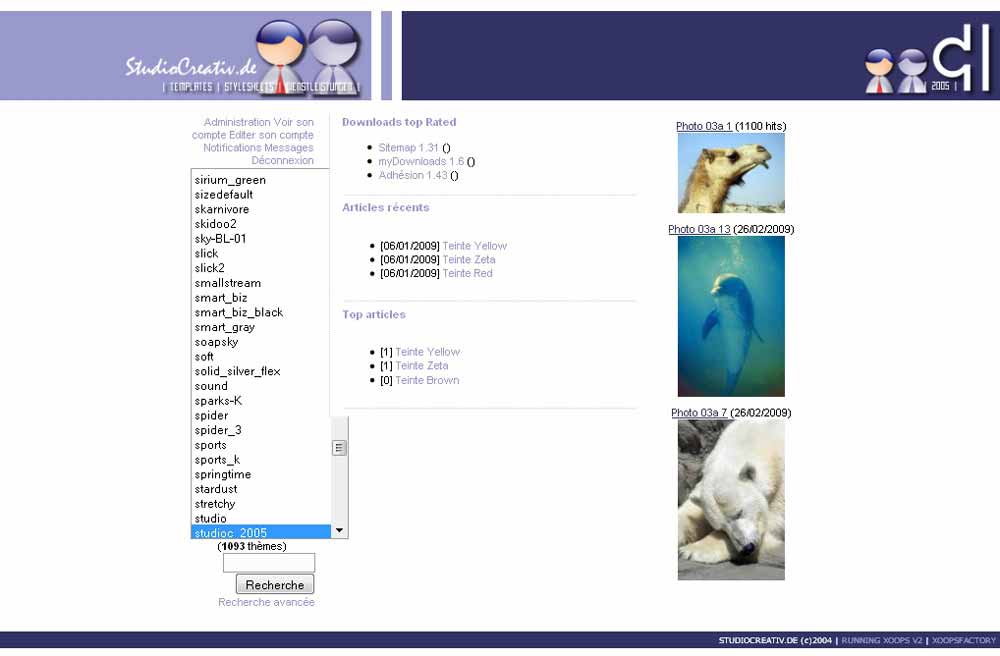 StudioCreativ.de
| TEMPLATES | STYLESHEETS | DIENSTLEISTUNGEN |
ql
| 2005 |
Administration Voir son
compte Editer son compte
Notifications Messages
Déconnexion
sirium_green
sizedefault
skarnivore
skidoo2
sky-BL-01
slick
slick2
smallstream
smart_biz
smart_biz_black
smart_gray
soapsky
soft
solid_silver_flex
sound
sparks-K
spider
spider_3
sports
sports_k
springtime
stardust
stretchy
studio
studioc_2005
(1093 thèmes)
Recherche
Recherche avancée
Downloads top Rated
Sitemap 1.31 ()
myDownloads 1.6 ()
Adhésion 1.43 ()
Articles récents
[06/01/2009] Teinte Yellow
[06/01/2009] Teinte Zeta
[06/01/2009] Teinte Red
Top articles
[1] Teinte Yellow
[1] Teinte Zeta
[0] Teinte Brown
Photo 03a 1 (1100 hits)
Photo 03a 13 (26/02/2009)
Photo 03a 7 (26/02/2009)
STUDIOCREATIV.DE (c)2004 | RUNNING XOOPS V2 | XOOPSFACTORY